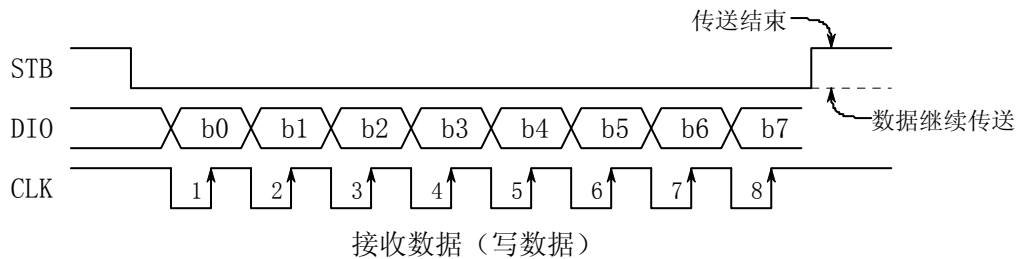 传送结束
STB
DIO b0 b1 b2 b3 b4 b5 b6 b7
数据继续传送
CLK 1 2 3 4 5 6 7 8
接收数据（写数据）